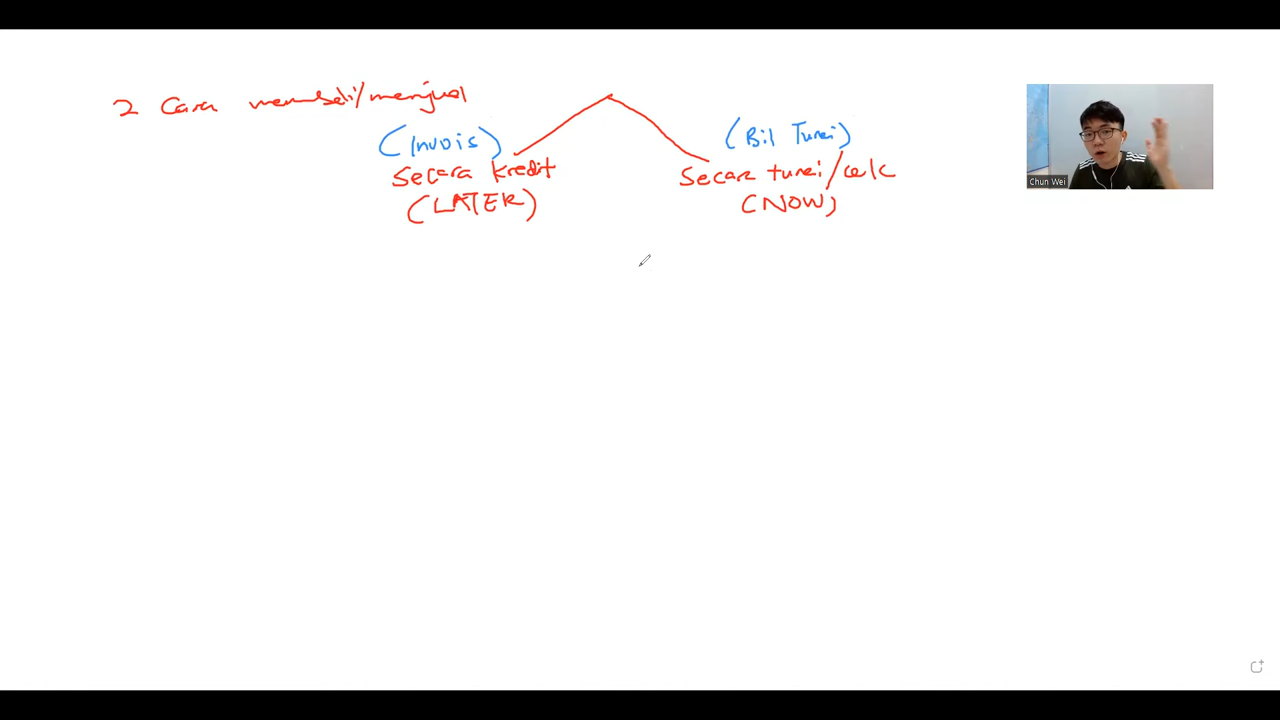 2 Cara membeli/menjual
(Invois)
Secara kredit
(LATER)
(Bil Tunai)
Secara tunai/cek
(NOW)
Chun Wei